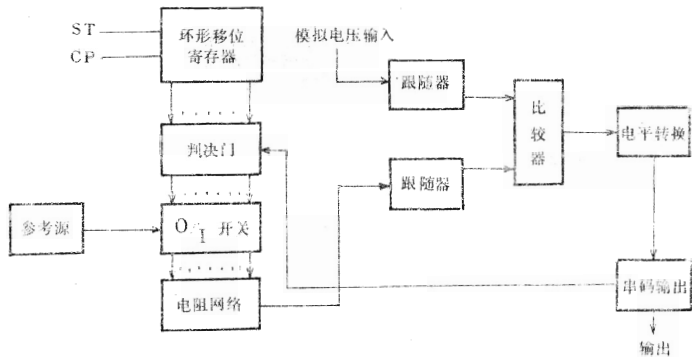 ST
CP
环形移位
寄存器
模拟电压输入
跟随器
比
较
器
电平转换
判决门
跟随器
参考源
O I 开关
电阻网络
串码输出
输出